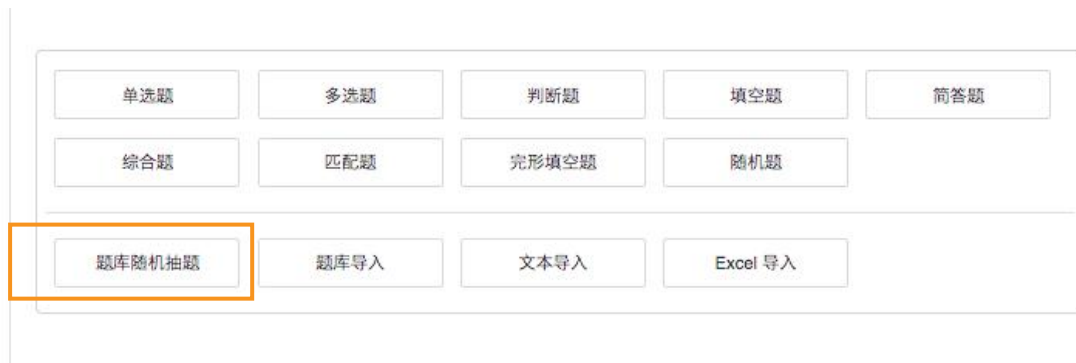 单选题 多选题 判断题 填空题 简答题
综合题 匹配题 完形填空题 随机题
题库随机抽题 题库导入 文本导入 Excel 导入